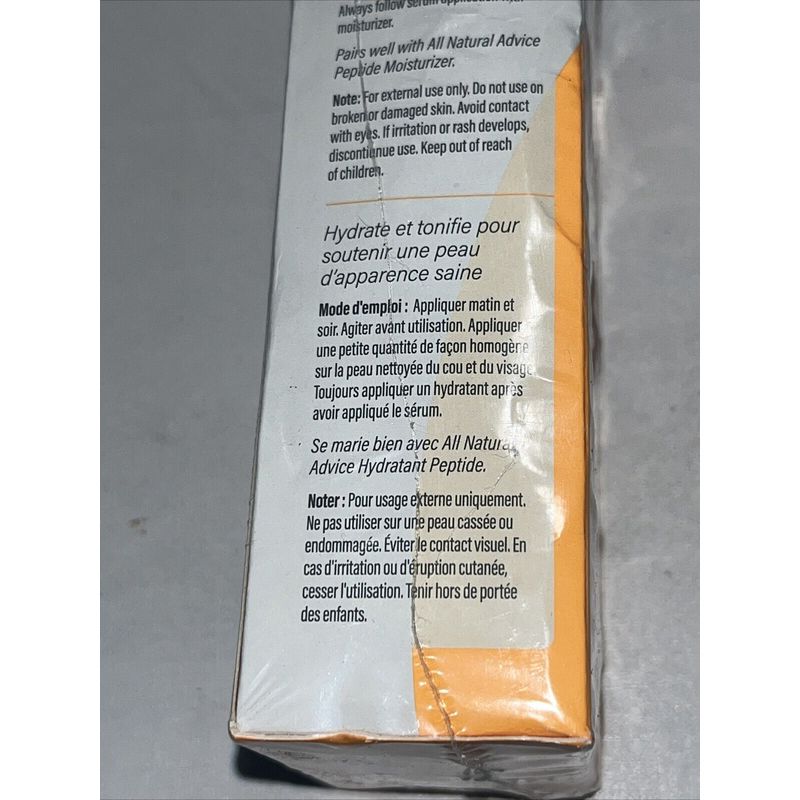 Always follow serum application with
moisturizer.
Pairs well with All Natural Advice
Peptide Moisturizer.
Note: For external use only. Do not use on
broken or damaged skin. Avoid contact
with eyes. If irritation or rash develops,
discontinue use. Keep out of reach
of children.
Hydrate et tonifie pour
soutenir une peau
d'apparence saine
Mode d'emploi : Appliquer matin et
soir. Agiter avant utilisation. Appliquer
une petite quantité de façon homogène
sur la peau nettoyée du cou et du visage.
Toujours appliquer un hydratant après
avoir appliqué le sérum.
Se marie bien avec All Natural
Advice Hydratant Peptide.
Noter : Pour usage externe uniquement.
Ne pas utiliser sur une peau cassée ou
endommagée. Éviter le contact visuel. En
cas d'irritation ou d'éruption cutanée,
cesser l'utilisation. Tenir hors de portée
des enfants.